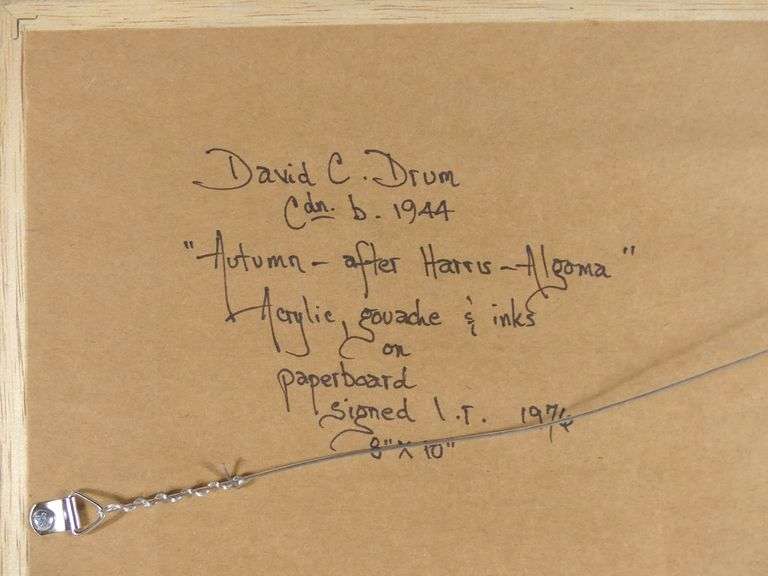 David C. Drum
Cdn. b. 1944
"Autumn - after Harris - Algoma"
Acrylic, gouache & inks
on
paperboard
signed l.r.
8" X 10"